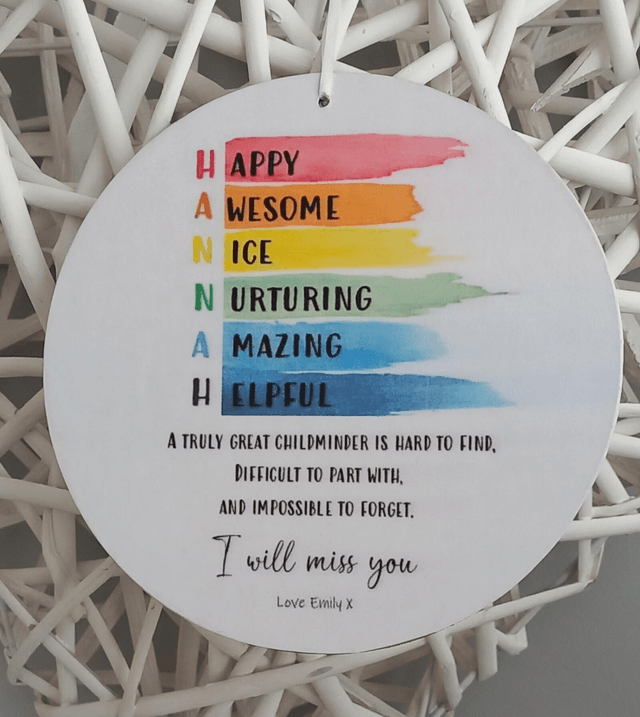 HAPPY
AWESOME
NICE
NURTURING
AMAZING
HELPFUL
A TRULY GREAT CHILDMINDER IS HARD TO FIND,
DIFFICULT TO PART WITH,
AND IMPOSSIBLE TO FORGET.
I will miss you
Love Emily X